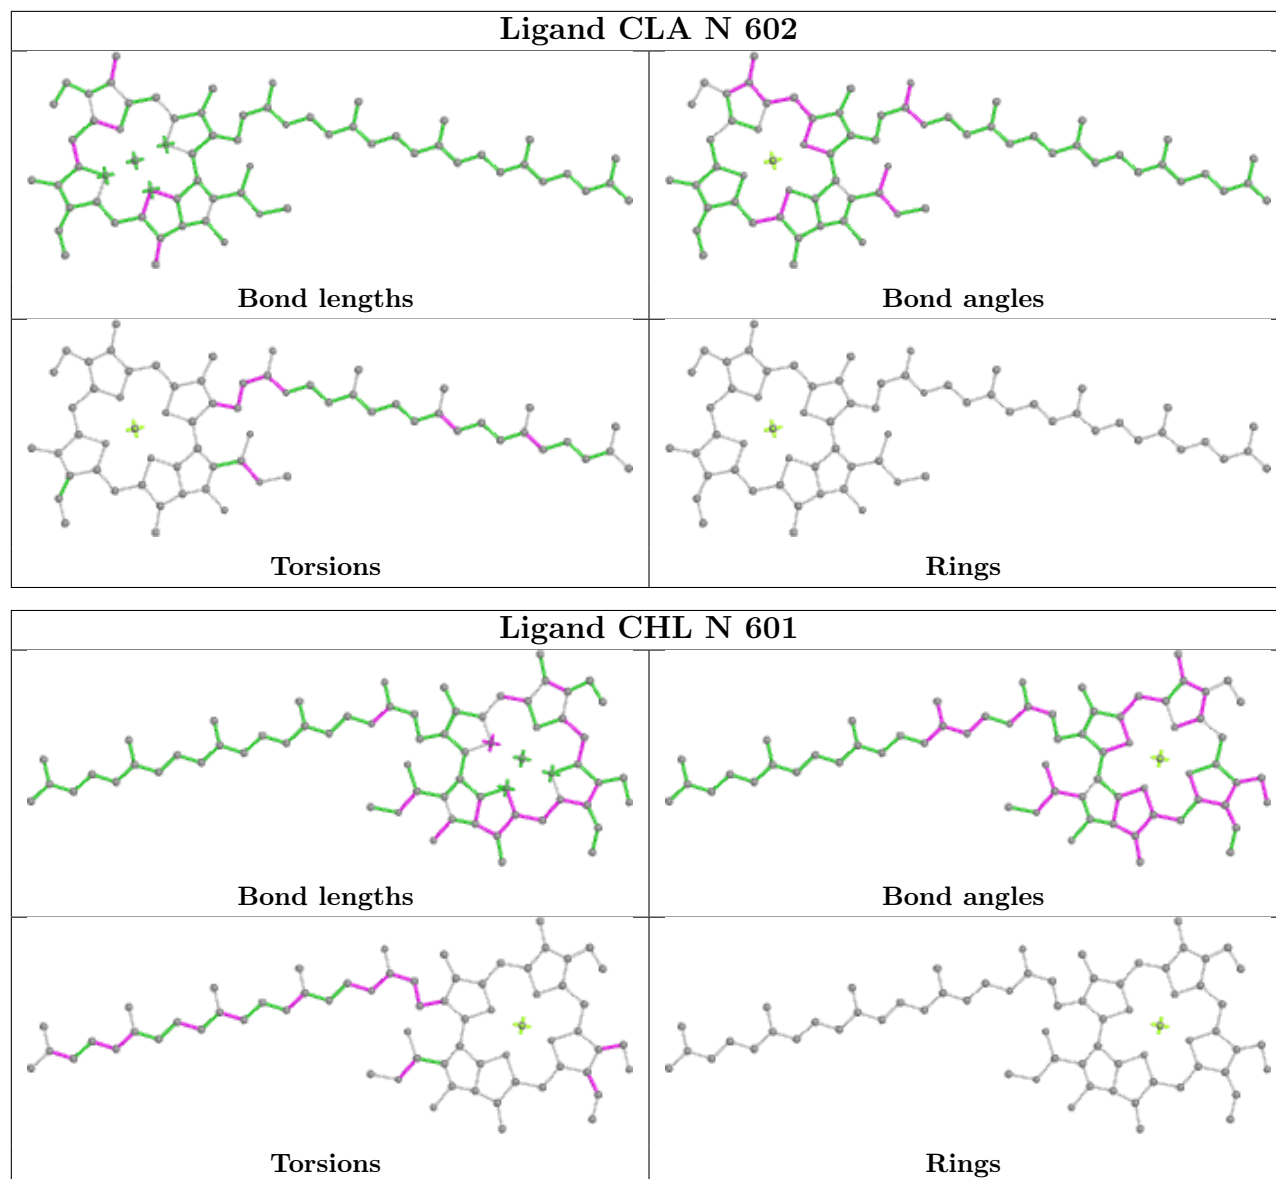 Ligand CLA N 602
Bond lengths
Bond angles
Torsions
Rings
Ligand CHL N 601
Bond lengths
Bond angles
Torsions
Rings